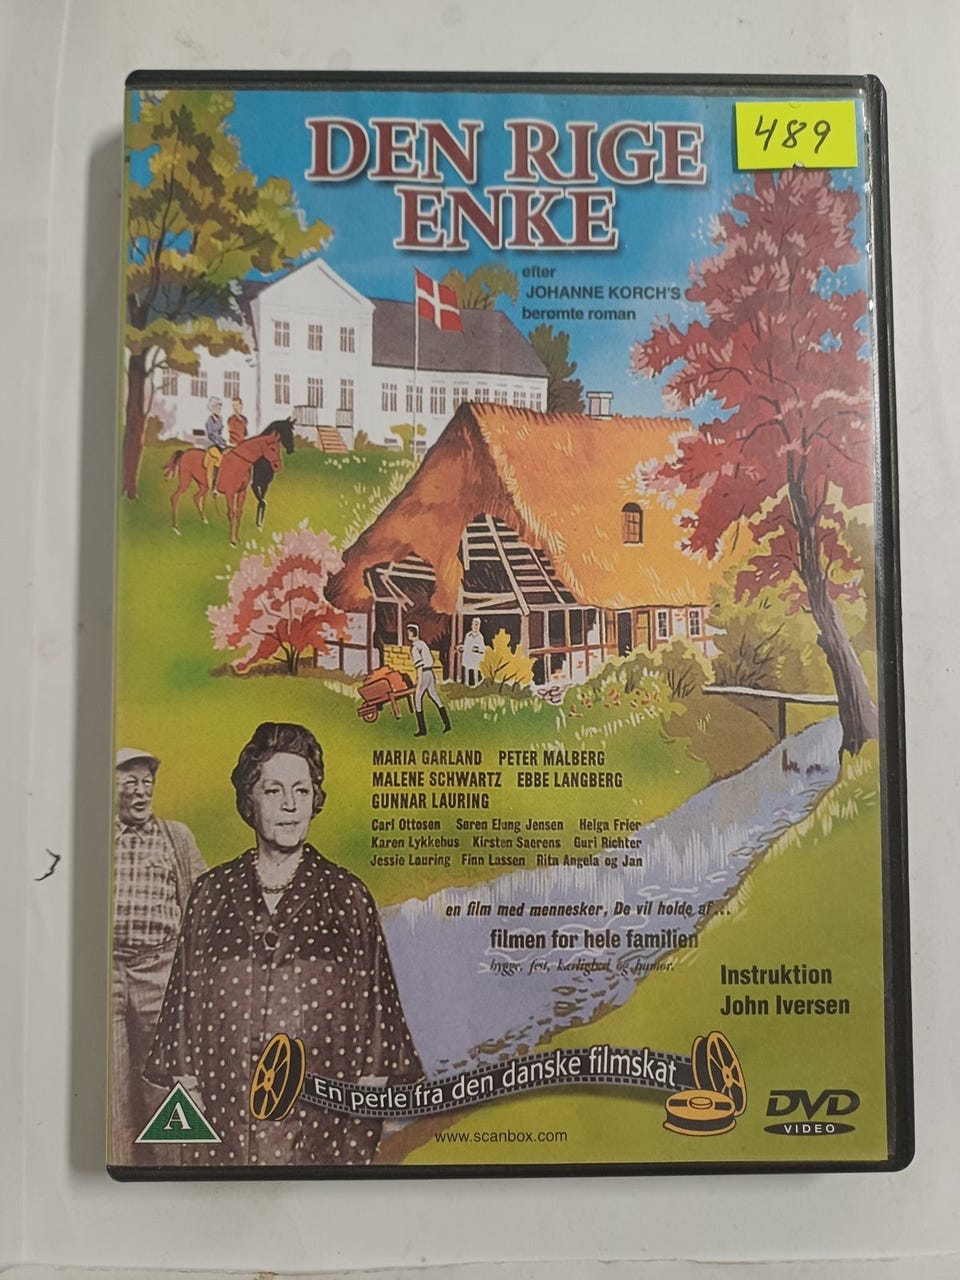 489
DEN RIGE
ENKE
efter
JOHANNE KORCH'S
berømte roman
MARIA GARLAND PETER MALBERG
MALENE SCHWARTZ EBBE LANGBERG
GUNNAR LAURING
Carl Ottosen Søren Elung Jensen Helga Frier
Karen Lykkehus Kirsten Saerens Guri Richter
Jessie Lauring Finn Lassen Rita Angela og Jan
en film med mennesker, De vil holde af...
filmen for hele familien
hygge, fest, kærlighed og humor!
Instruktion
John Iversen
En perle fra den danske filmskat
A
DVD
VIDEO
www.scanbox.com